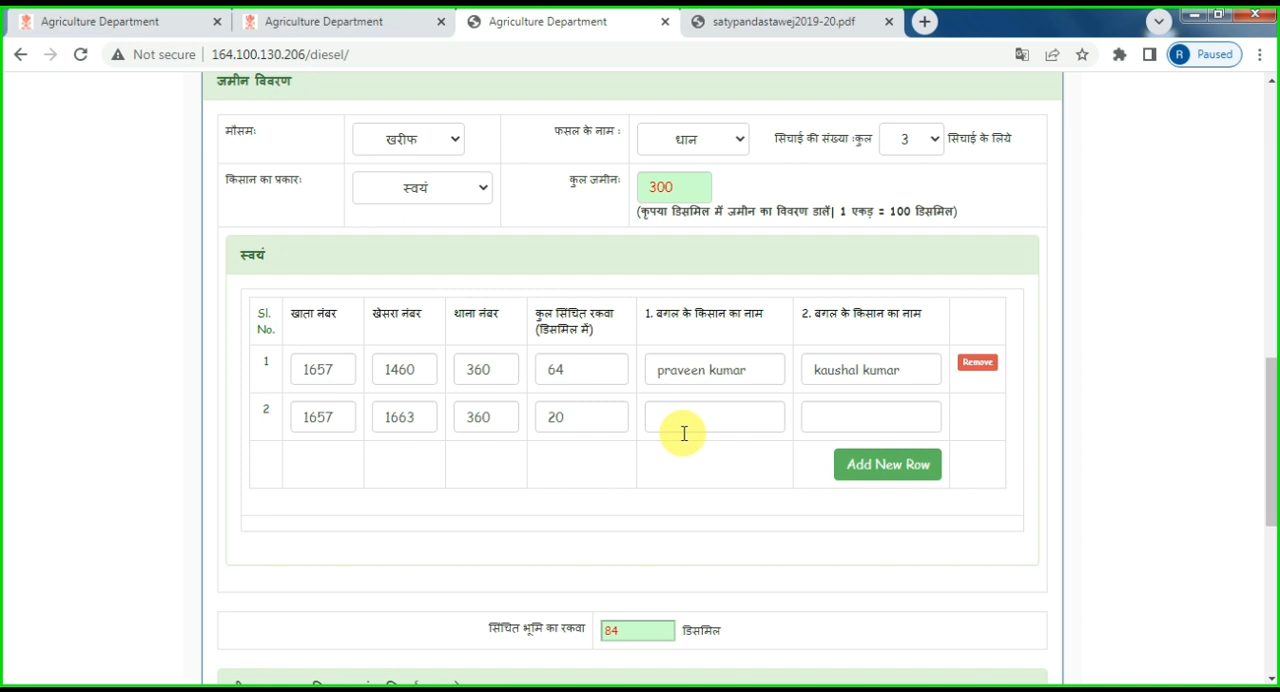 Agriculture Department
Agriculture Department
Agriculture Department
satypandastawej2019-20.pdf
Not secure
164.100.130.206/diesel/
R Paused
जमीन विवरण
मौसमः खरीफ फसल के नाम : धान सिचाई की संख्या :कुल 3 सिचाई के लिये
किसान का प्रकारः स्वयं कुल जमीनः 300
(कृपया डिसमिल में जमीन का विवरण डालें| 1 एकड़ = 100 डिसमिल)
स्वयं
Sl. No. खाता नंबर खेसरा नंबर थाना नंबर कुल सिंचित रकवा (डिसमिल में) 1. बगल के किसान का नाम 2. बगल के किसान का नाम
1 1657 1460 360 64 praveen kumar kaushal kumar Remove
2 1657 1663 360 20
Add New Row
सिंचित भूमि का रकवा 84 डिसमिल